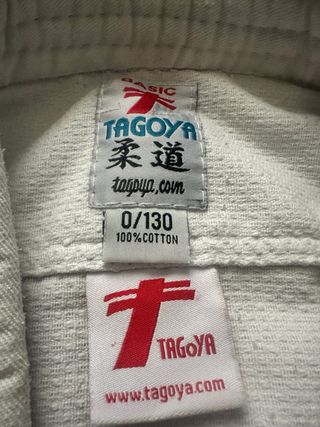 BASIC
TAGOYA
柔道
tagoya.com
0/130
100% COTTON
TAGoYA
www.tagoya.com